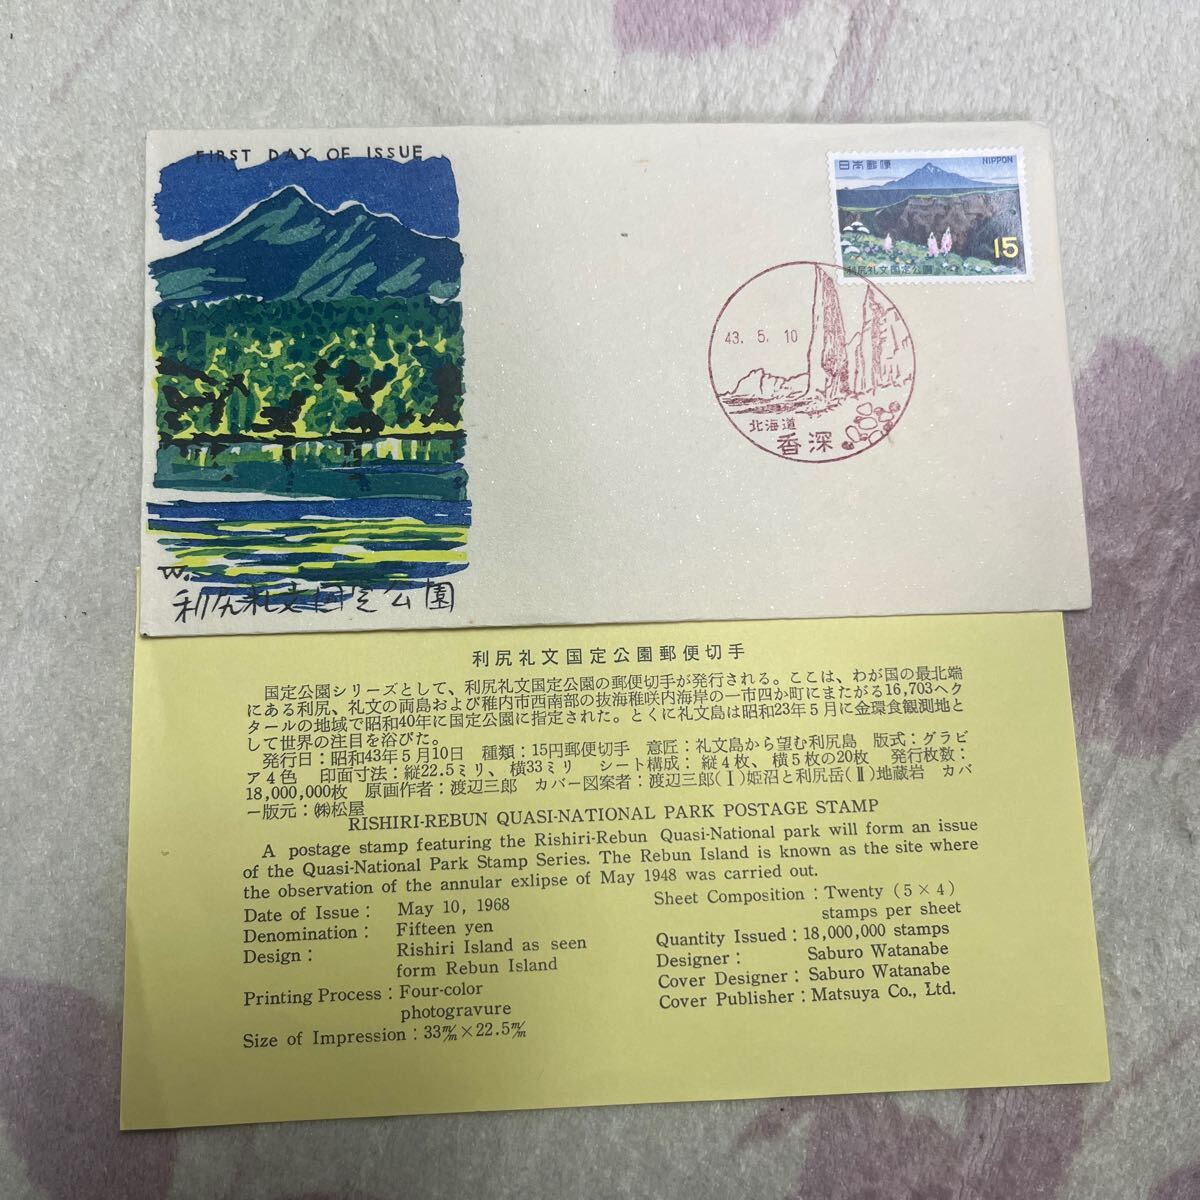 FIRST DAY OF ISSUE
日本郵便
NIPPON
15
利尻礼文国定公園
43. 5. 10
北海道
香深
W.
利尻礼文国定公園
利尻礼文国定公園郵便切手
国定公園シリーズとして、利尻礼文国定公園の郵便切手が発行される。ここは、わが国の最北端
にある利尻、礼文の両島および稚内市西南部の抜海稚咲内海岸の一市四か町にまたがる16,703ヘク
タールの地域で昭和40年に国定公園に指定された。とくに礼文島は昭和23年5月に金環食観測地と
して世界の注目を浴びた。
発行日：昭和43年5月10日 種類：15円郵便切手 意匠：礼文島から望む利尻島 版式：グラビ
ア4色 印面寸法：縦22.5ミリ、横33ミリ シート構成：縦4枚、横5枚の20枚 発行枚数：
18,000,000枚 原画作者：渡辺三郎 カバー図案者：渡辺三郎(Ⅰ)姫沼と利尻岳(Ⅱ)地蔵岩 カバ
ー版元：㈱松屋
RISHIRI-REBUN QUASI-NATIONAL PARK POSTAGE STAMP
A postage stamp featuring the Rishiri-Rebun Quasi-National park will form an issue
of the Quasi-National Park Stamp Series. The Rebun Island is known as the site where
the observation of the annular exlipse of May 1948 was carried out.
Date of Issue: May 10, 1968
Denomination: Fifteen yen
Design: Rishiri Island as seen
form Rebun Island
Printing Process: Four-color
photogravure
Size of Impression: 33m/m×22.5m/m
Sheet Composition: Twenty (5×4)
stamps per sheet
Quantity Issued: 18,000,000 stamps
Designer: Saburo Watanabe
Cover Designer: Saburo Watanabe
Cover Publisher: Matsuya Co., Ltd.